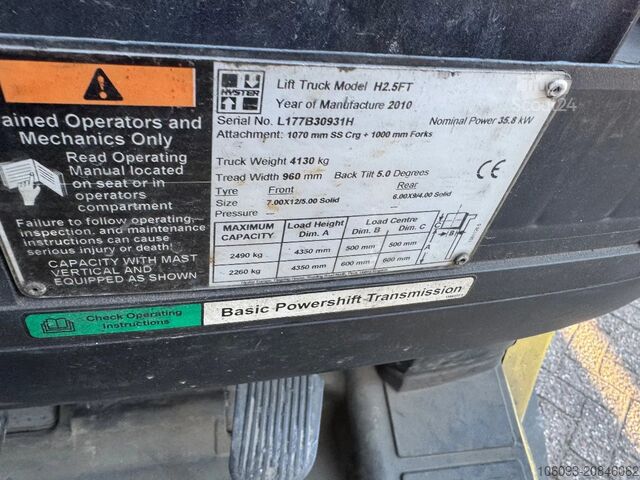 HYSTER
Lift Truck Model H2.5FT
Year of Manufacture 2010
Serial No. L177B30931H Nominal Power 35.8 kW
Attachment: 1070 mm SS Crg + 1000 mm Forks
Truck Weight 4130 kg
Tread Width 960 mm Back Tilt 5.0 Degrees
Tyre Front Rear
Size 7.00X12/5.00 Solid 6.00X9/4.00 Solid
Pressure
MAXIMUM CAPACITY Load Height Dim. A Load Centre Dim. B Dim. C
2490 kg 4350 mm 500 mm 500 mm
2260 kg 4350 mm 600 mm 600 mm
C B A
CE
ained Operators and
Mechanics Only
Read Operating
Manual located
on seat or in
operators
compartment
Failure to follow operating,
inspection, and maintenance
instructions can cause
serious injury or death!
CAPACITY WITH MAST
VERTICAL AND
EQUIPPED AS SHOWN
Check Operating
Instructions
Basic Powershift Transmission
106093-20846062